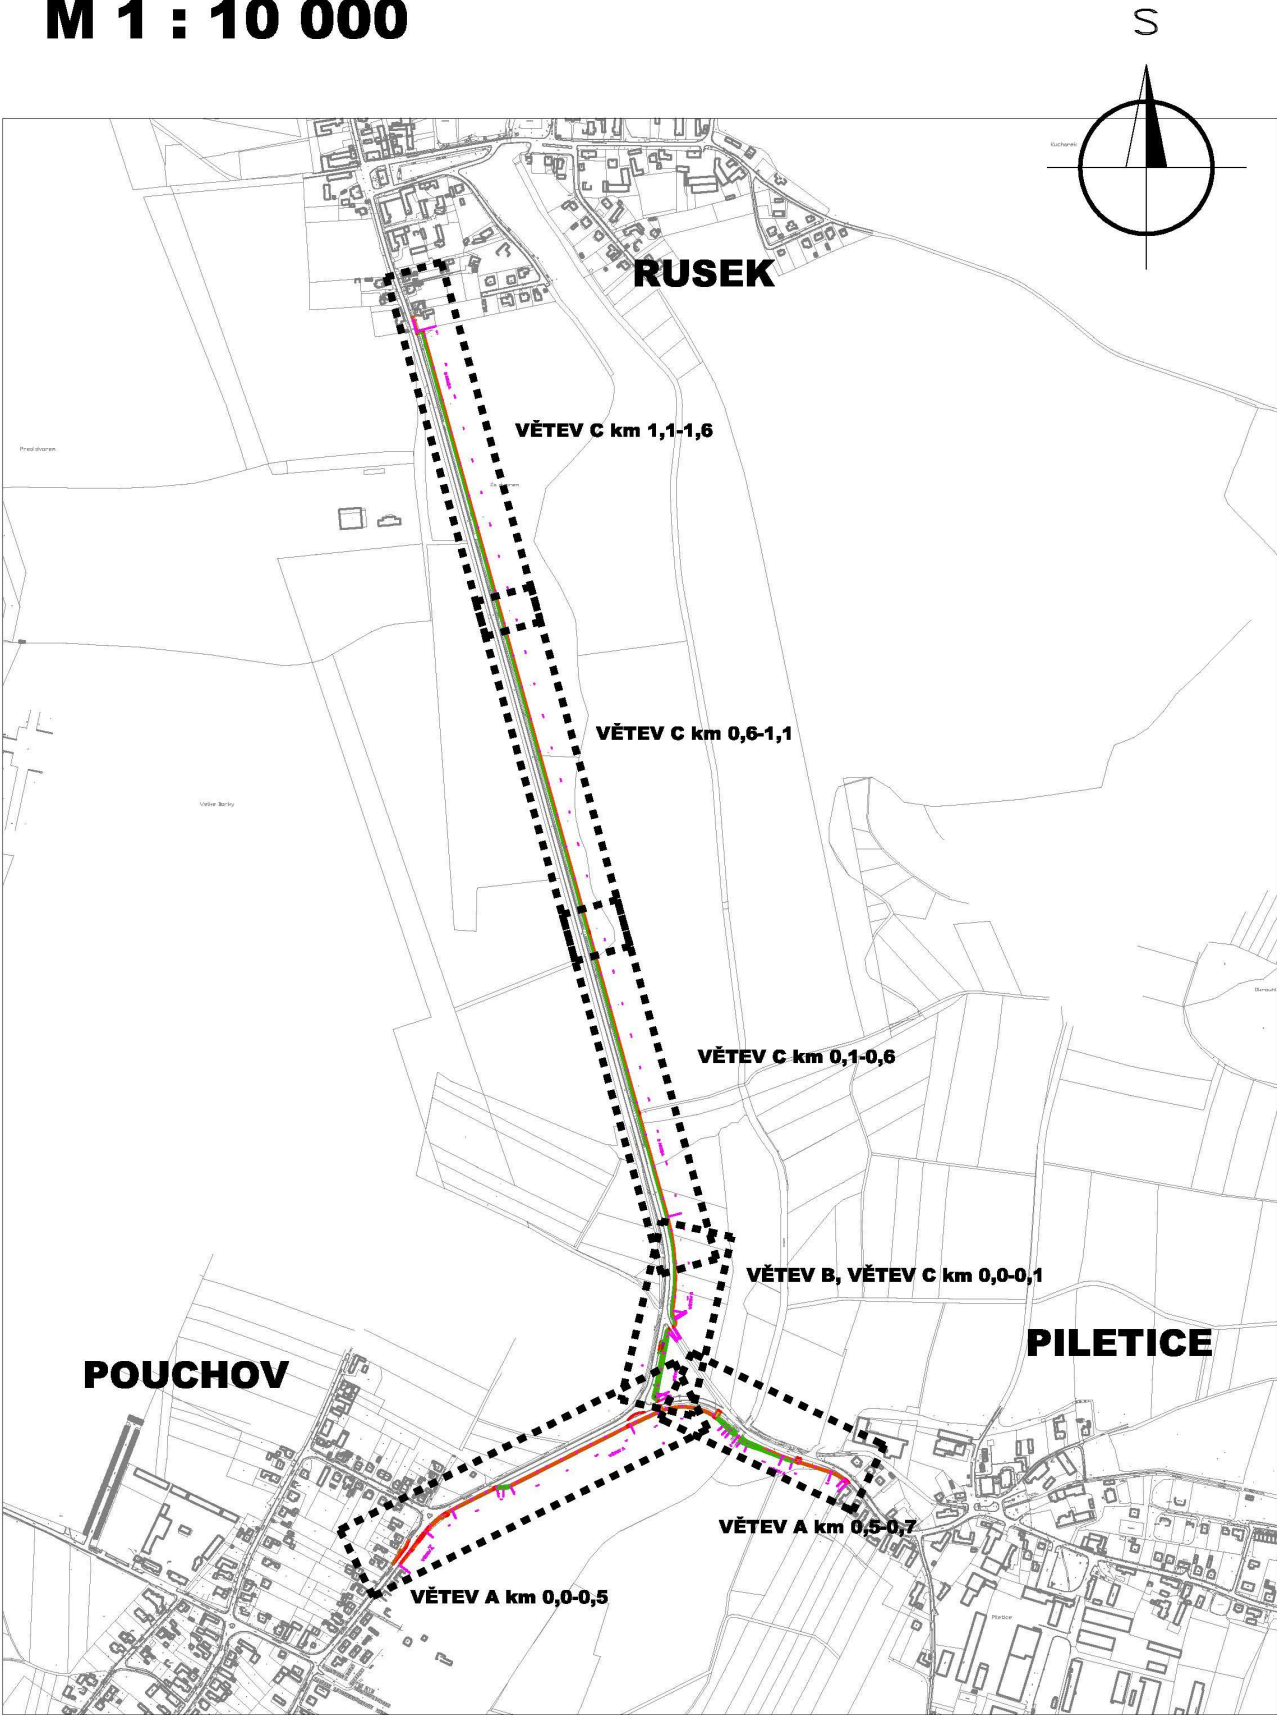 M 1 : 10 000
S
Kucharek
RUSEK
VĚTEV C km 1,1-1,6
VĚTEV C km 0,6-1,1
VĚTEV C km 0,1-0,6
VĚTEV B, VĚTEV C km 0,0-0,1
PILETICE
POUCHOV
VĚTEV A km 0,5-0,7
VĚTEV A km 0,0-0,5
Piletice